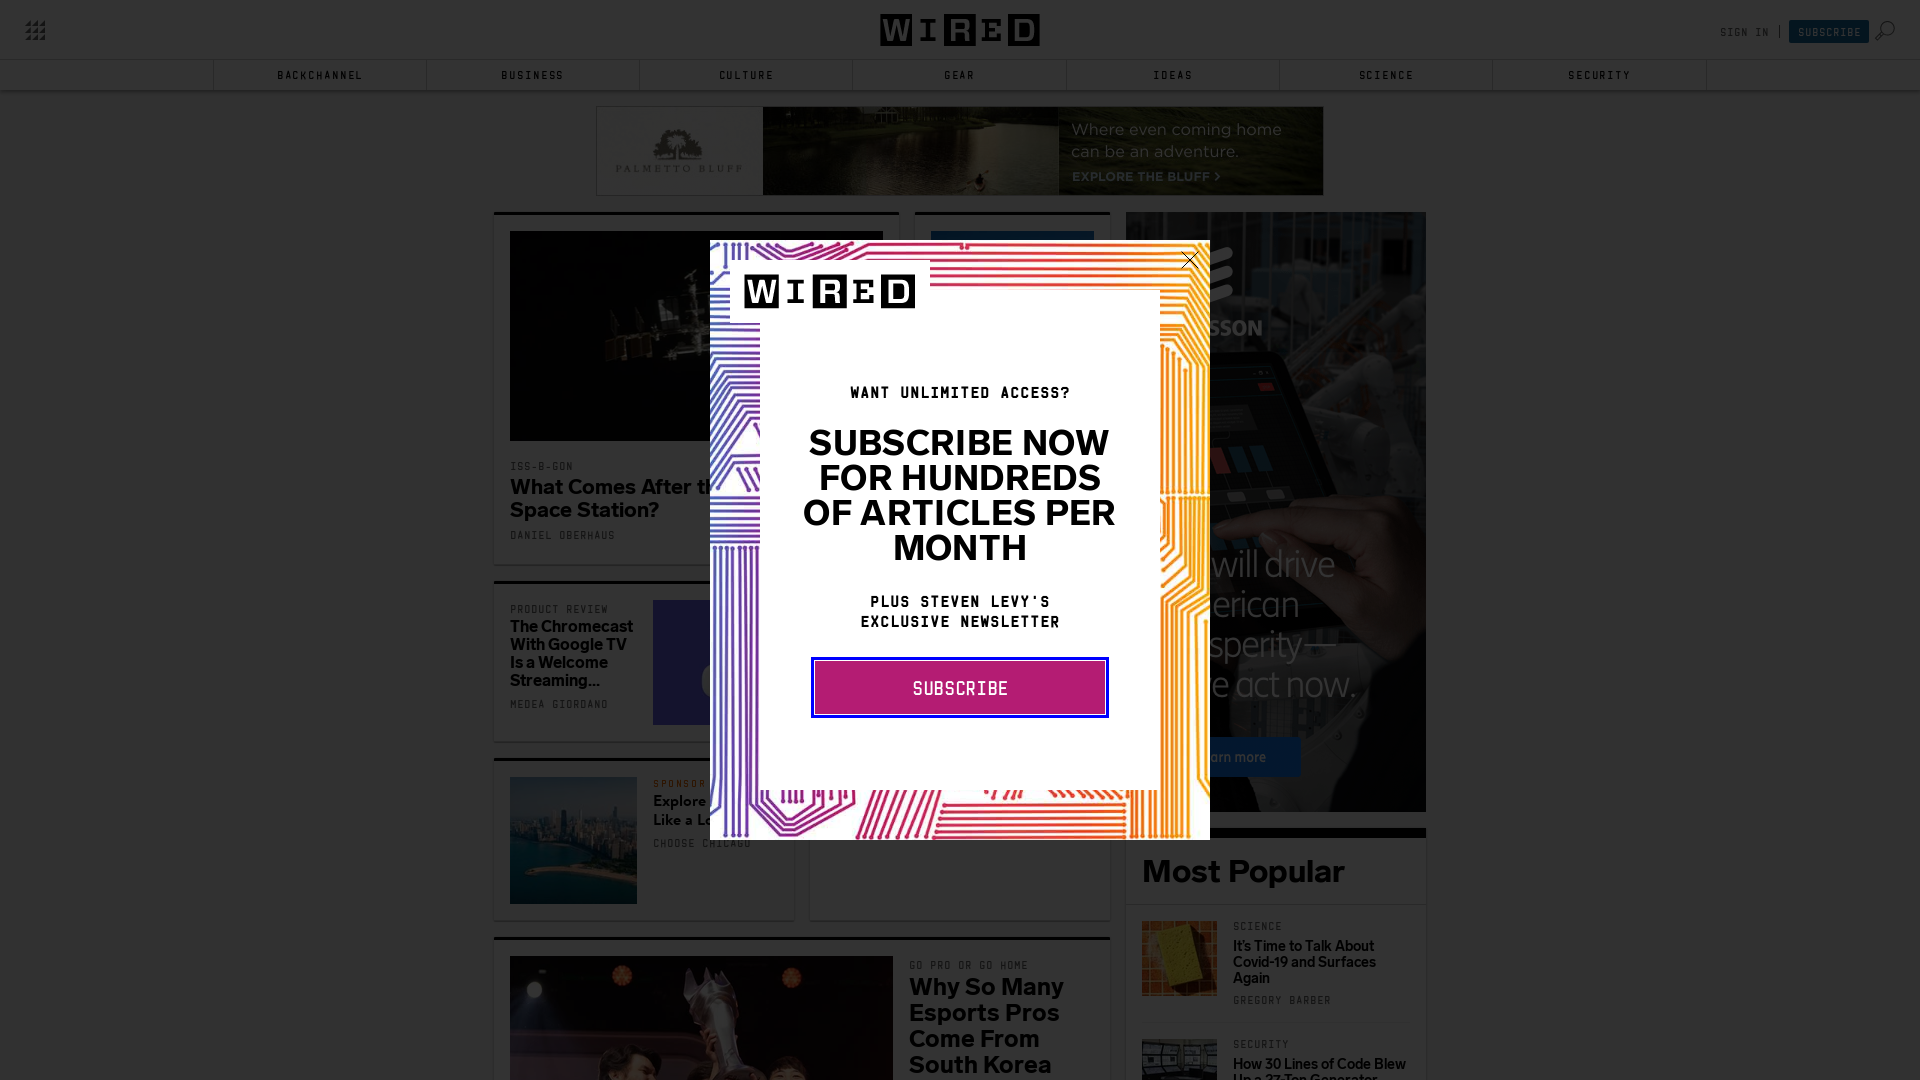 WIRED
SIGN IN
SUBSCRIBE
BACKCHANNEL
BUSINESS
CULTURE
GEAR
IDEAS
SCIENCE
SECURITY
PALMETTO BLUFF
Where even coming home
can be an adventure.
EXPLORE THE BLUFF >
WIRED
WANT UNLIMITED ACCESS?
SUBSCRIBE NOW
FOR HUNDREDS
OF ARTICLES PER
MONTH
PLUS STEVEN LEVY'S
EXCLUSIVE NEWSLETTER
SUBSCRIBE
ISS-B-GON
What Comes After
Space Station?
DANIEL OBERHAUS
PRODUCT REVIEW
The Chromecast
With Google TV
Is a Welcome
Streaming...
MEDEA GIORDANO
SPONSOR
Explore
Like a
CHOOSE CHICAGO
GO PRO OR GO HOME
Why So Many
Esports Pros
Come From
South Korea
will drive
act now.
more
Most Popular
SCIENCE
It's Time to Talk About
Covid-19 and Surfaces
Again
GREGORY BARBER
SECURITY
How 30 Lines of Code Blew
Up a 27-Ton Generator